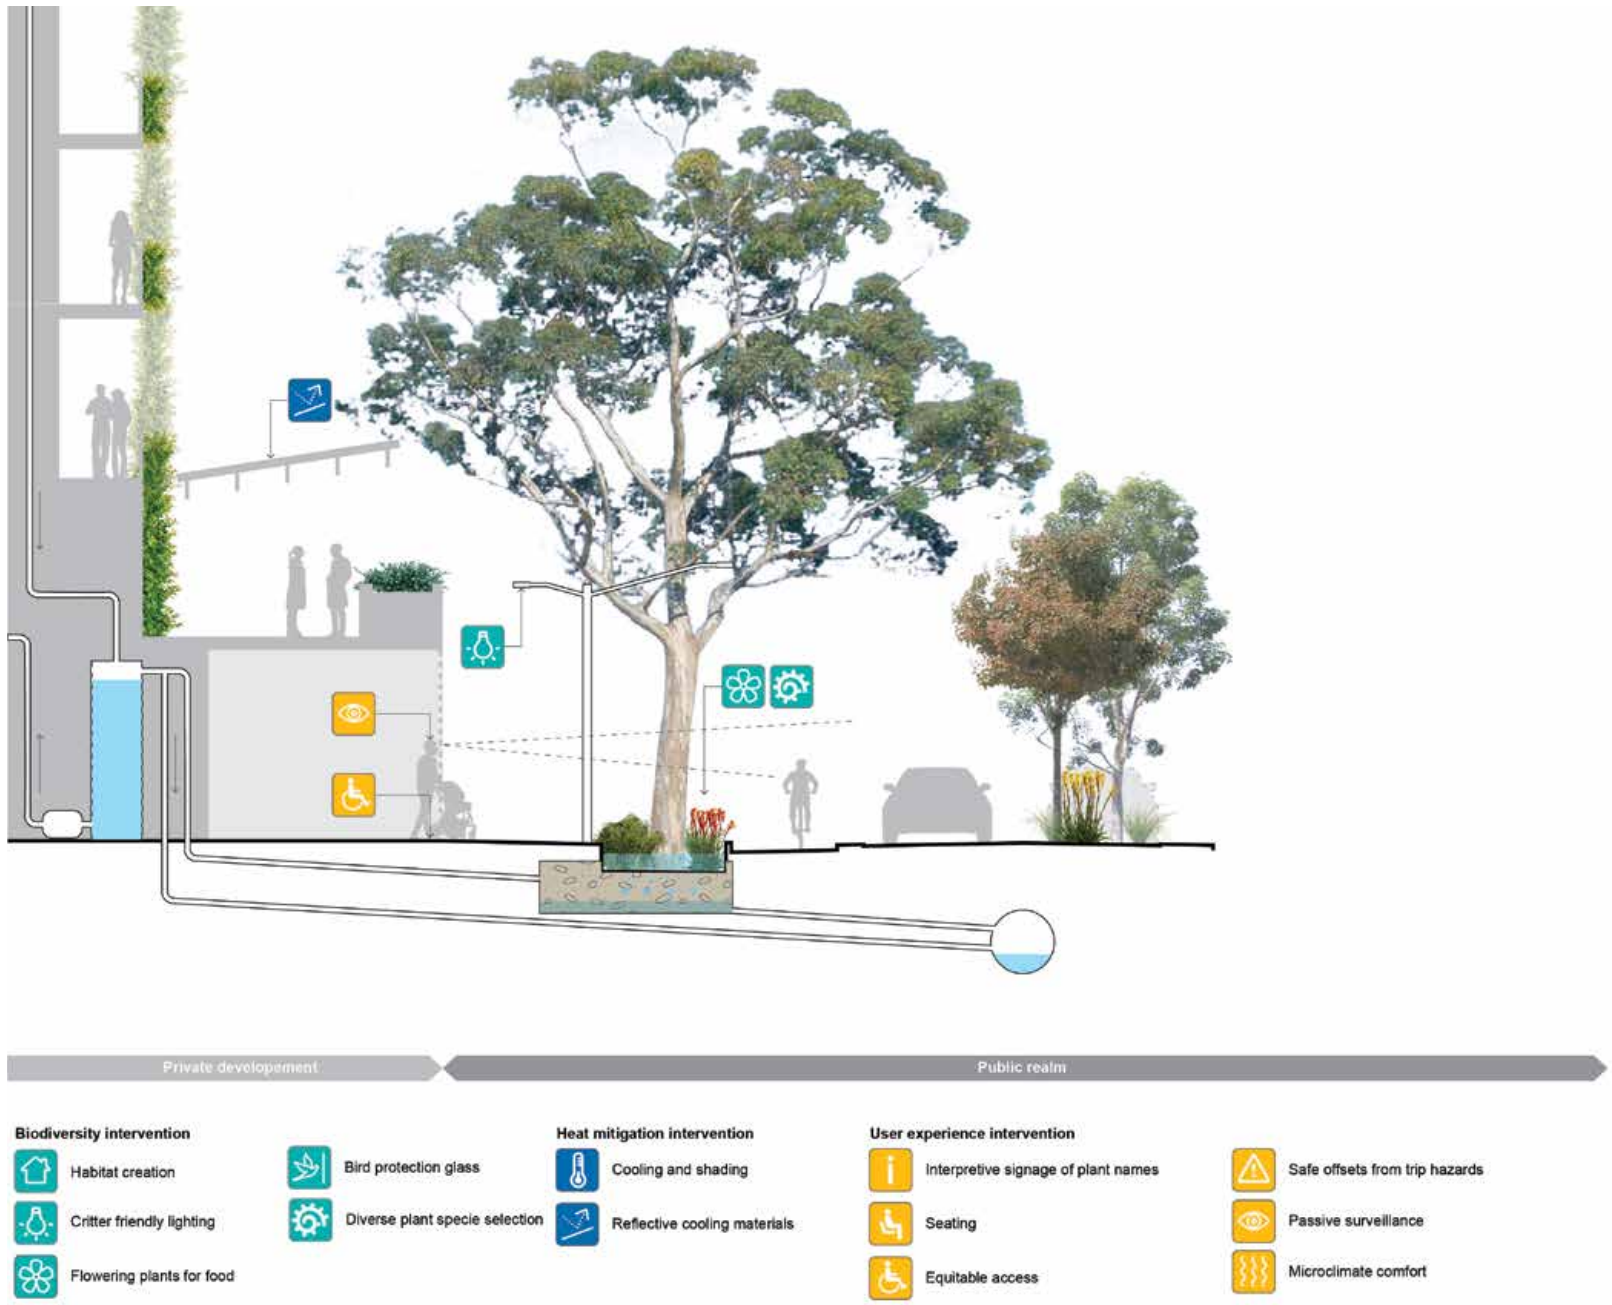 Private developement
Public realm
Biodiversity intervention
Habitat creation
Critter friendly lighting
Flowering plants for food
Bird protection glass
Diverse plant specie selection
Heat mitigation intervention
Cooling and shading
Reflective cooling materials
User experience intervention
Interpretive signage of plant names
Seating
Equitable access
Safe offsets from trip hazards
Passive surveillance
Microclimate comfort